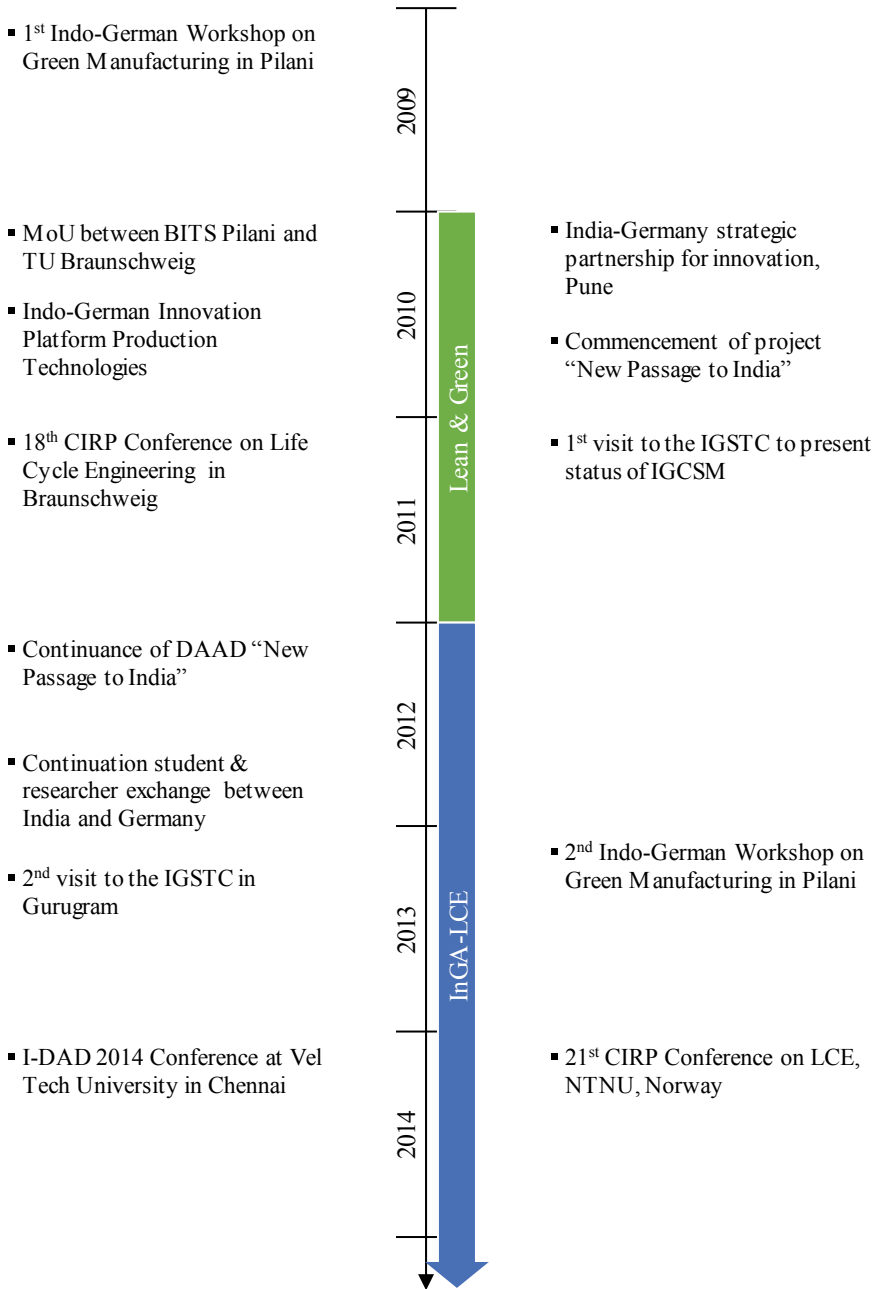 ▪ 1st Indo-German Workshop on
Green Manufacturing in Pilani
2009
▪ MoU between BITS Pilani and
TU Braunschweig
▪ Indo-German Innovation
Platform Production
Technologies
2010
▪ India-Germany strategic
partnership for innovation,
Pune
▪ Commencement of project
“New Passage to India”
Lean & Green
▪ 18th CIRP Conference on Life
Cycle Engineering in
Braunschweig
2011
▪ 1st visit to the IGSTC to present
status of IGCSM
▪ Continuance of DAAD “New
Passage to India”
▪ Continuation student &
researcher exchange between
India and Germany
2012
▪ 2nd visit to the IGSTC in
Gurugram
2013
▪ 2nd Indo-German Workshop on
Green Manufacturing in Pilani
InGA-LCE
▪ I-DAD 2014 Conference at Vel
Tech University in Chennai
2014
▪ 21st CIRP Conference on LCE,
NTNU, Norway